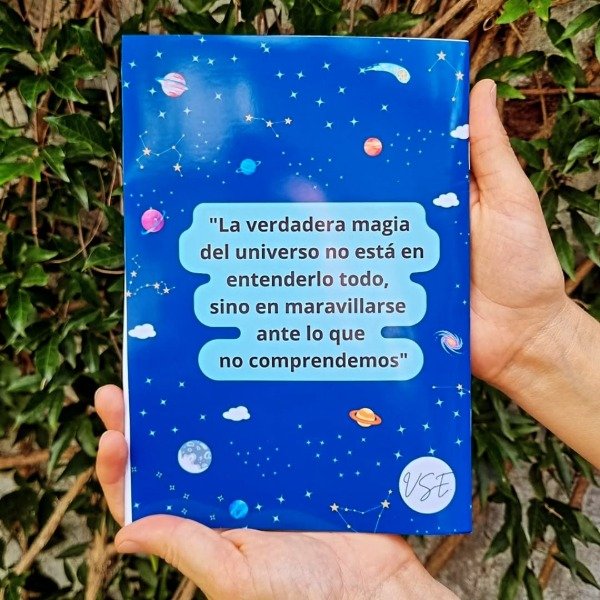 "La verdadera magia
del universo no está en
entenderlo todo,
sino en maravillarse
ante lo que
no comprendemos"
VSE